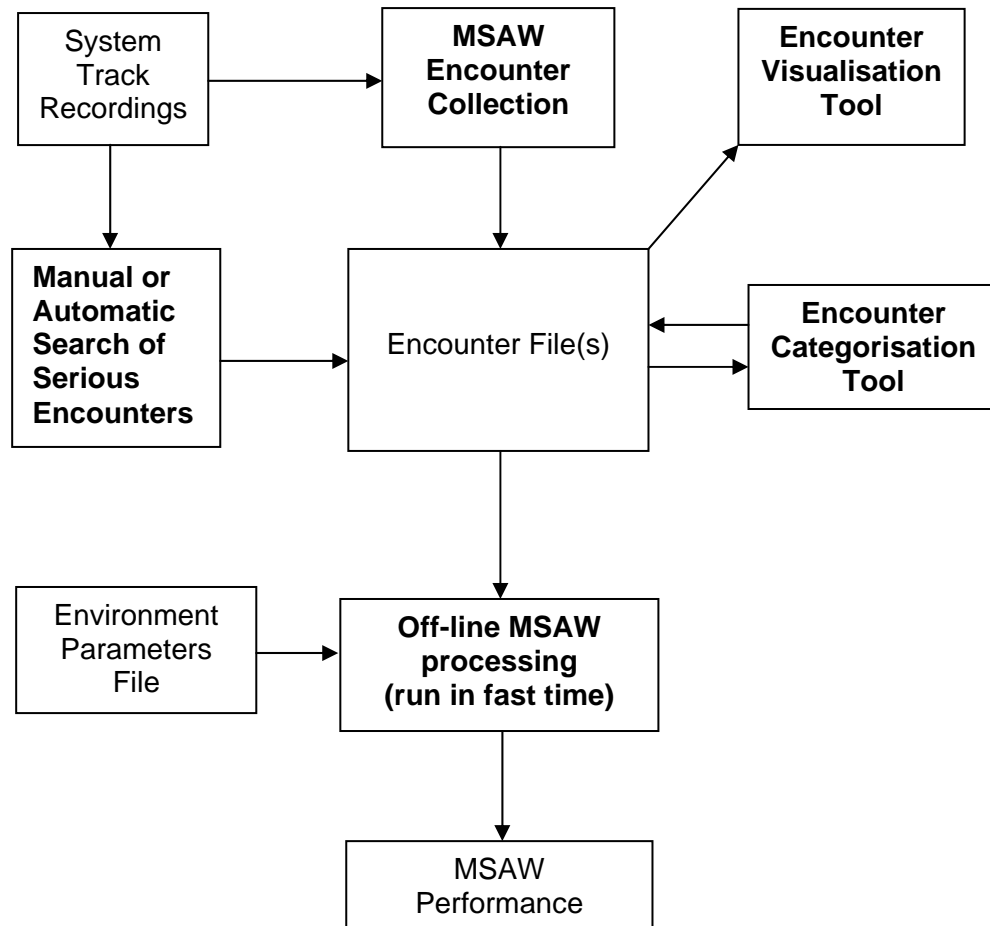 System
Track
Recordings
MSAW
Encounter
Collection
Encounter
Visualisation
Tool
Manual or
Automatic
Search of
Serious
Encounters
Encounter File(s)
Encounter
Categorisation
Tool
Environment
Parameters
File
Off-line MSAW
processing
(run in fast time)
MSAW
Performance